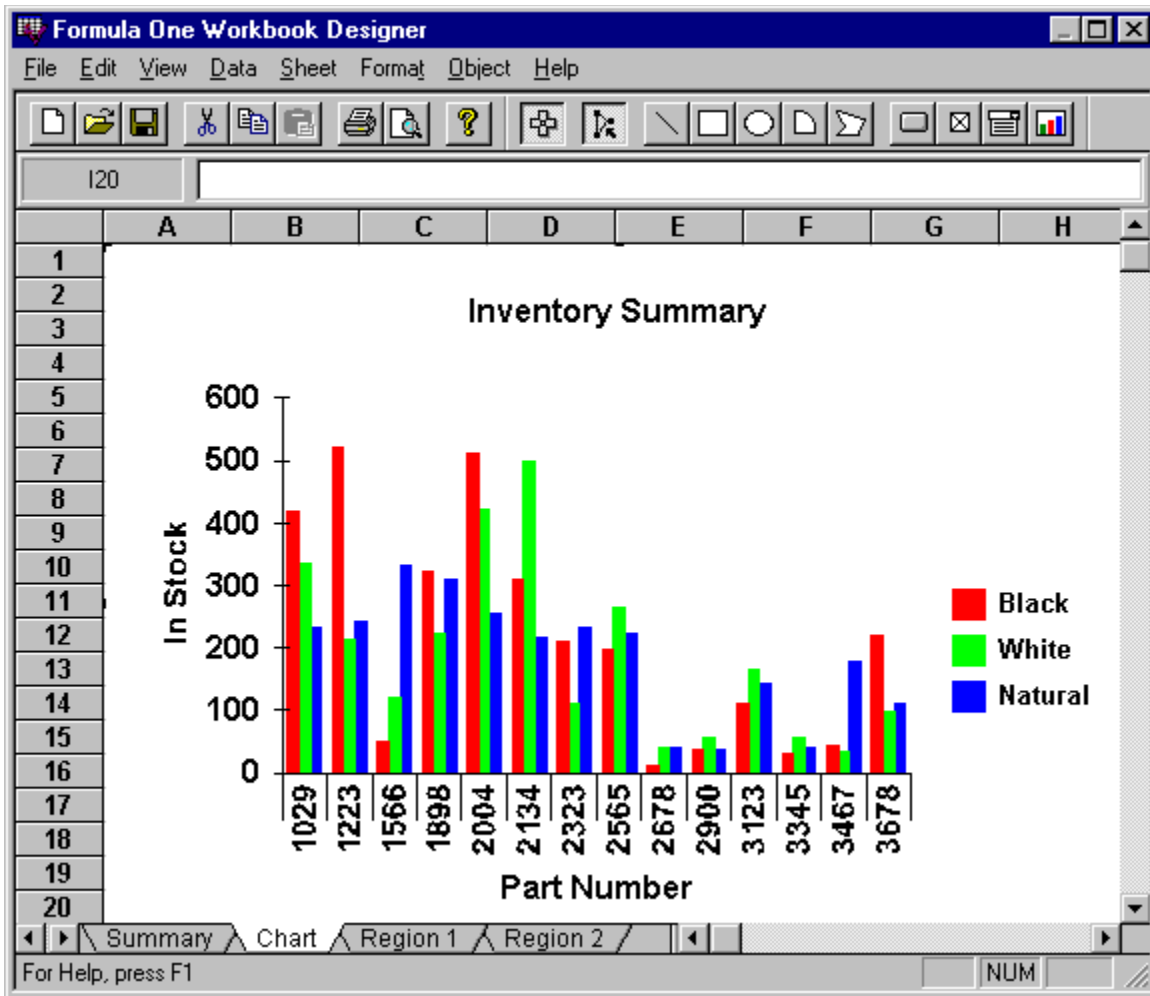 Formula One Workbook Designer
File Edit View Data Sheet Format Object Help
I20
A B C D E F G H
1
2
3
4
5
6
7
8
9
10
11
12
13
14
15
16
17
18
19
20
Inventory Summary
600
500
400
300
200
100
0
In Stock
1029 1223 1566 1898 2004 2134 2323 2565 2678 2900 3123 3345 3467 3678
Part Number
Black
White
Natural
Summary Chart Region 1 Region 2
For Help, press F1 NUM